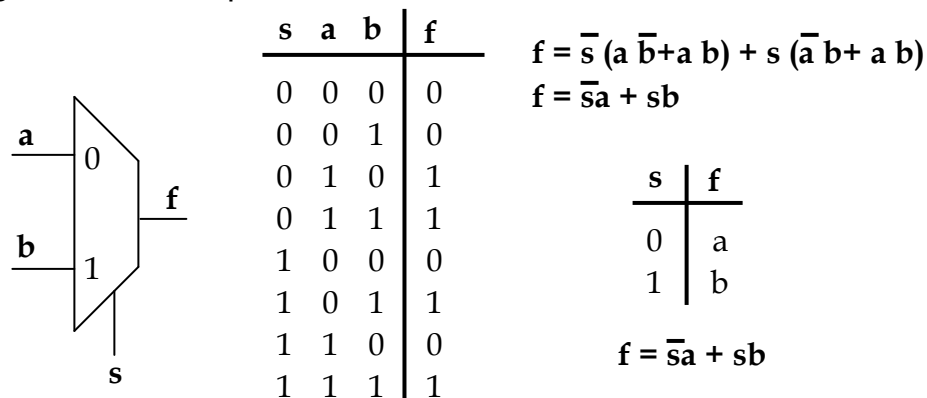 a
0
b
1
f
s
s a b f
0 0 0 0
0 0 1 0
0 1 0 1
0 1 1 1
1 0 0 0
1 0 1 1
1 1 0 0
1 1 1 1
f = s̅ (a b̅+a b) + s (a̅ b+ a b)
f = s̅a + sb
s f
0 a
1 b
f = s̅a + sb